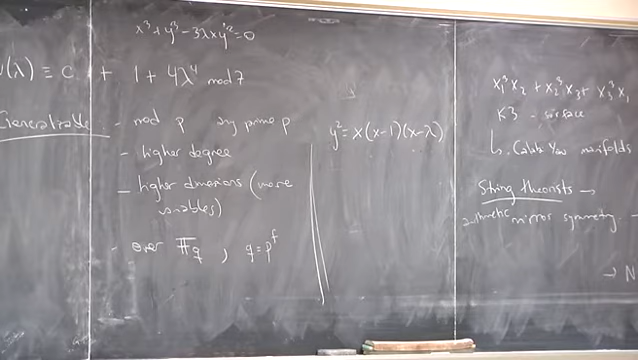 x³ + y³ - 3λxy = 0
(λ) ≡ C + 1 + 4λ⁴ mod 7
Generalizable - mod p any prime p
- higher degree
- higher dimensions (more variables)
- over 𝔽_q, q = p^f
y² = x(x-1)(x-λ)
x₁³x₂ + x₂³x₃ + x₃³x₁
K3 - surface
↳ Calabi Yau manifolds
String theorists →
arithmetic mirror symmetry -
→ N